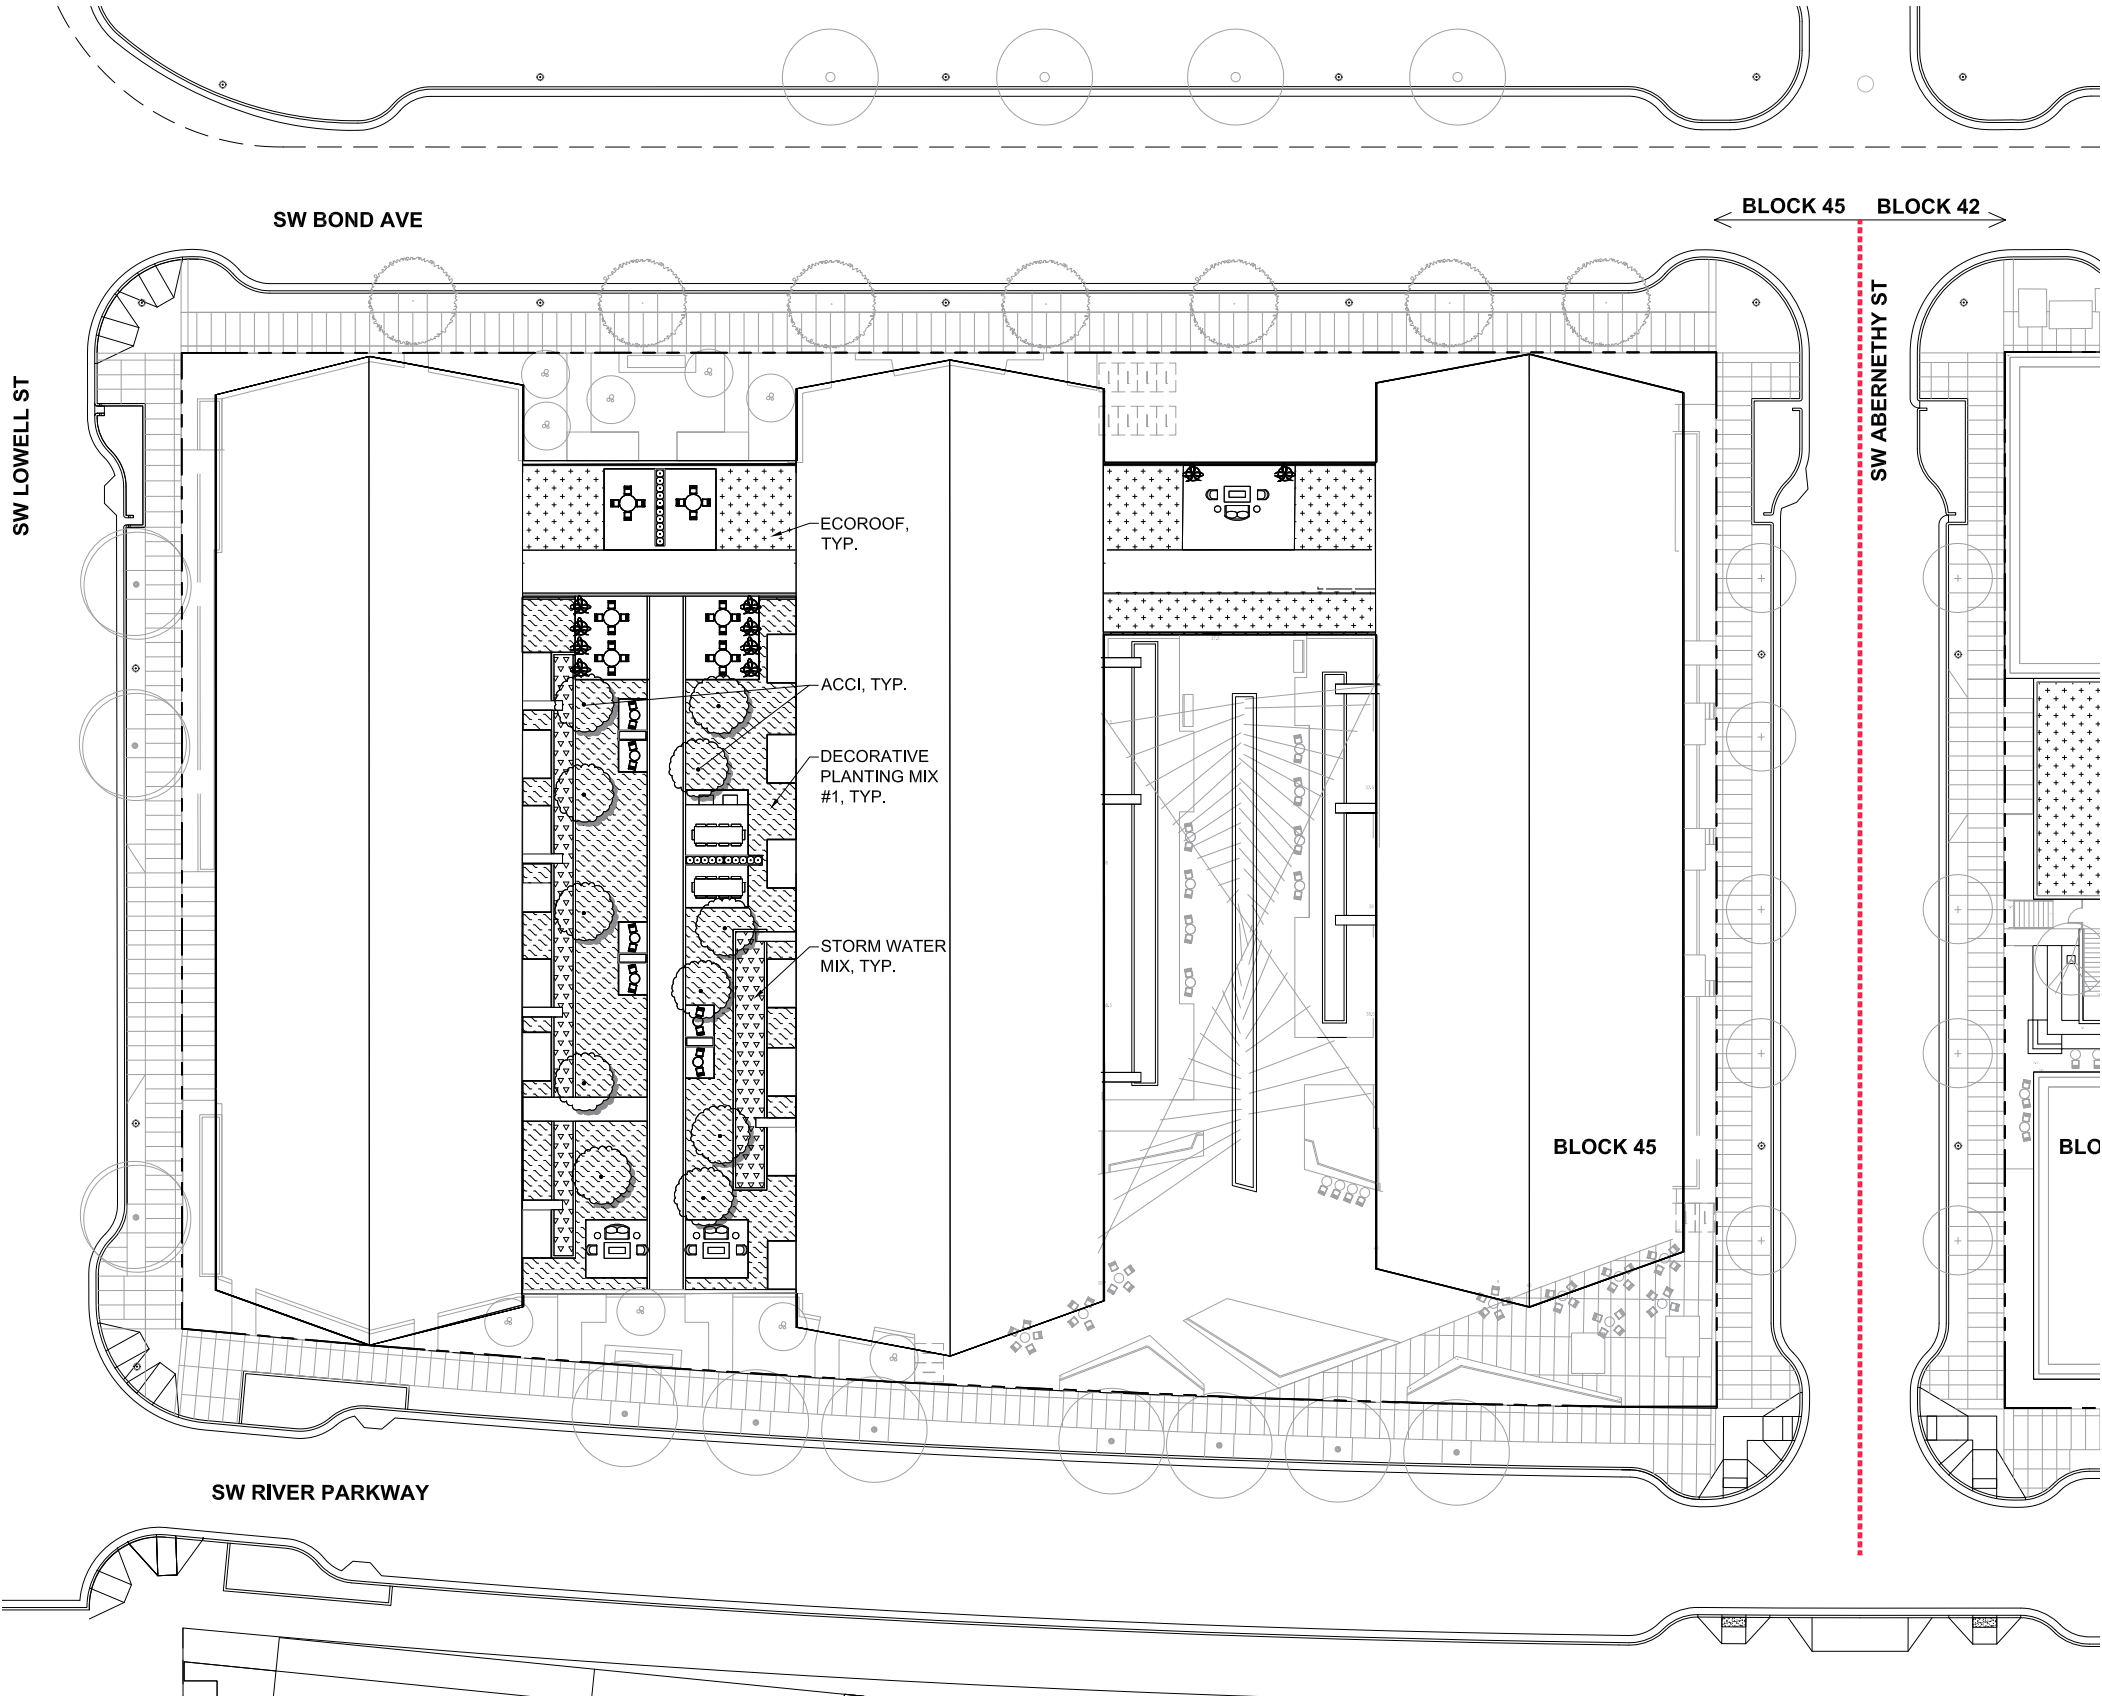 SW BOND AVE
BLOCK 45
BLOCK 42
SW LOWELL ST
SW ABERNETHY ST
ECOROOF,
TYP.
ACCI, TYP.
DECORATIVE
PLANTING MIX
#1, TYP.
STORM WATER
MIX, TYP.
BLOCK 45
BLO
SW RIVER PARKWAY